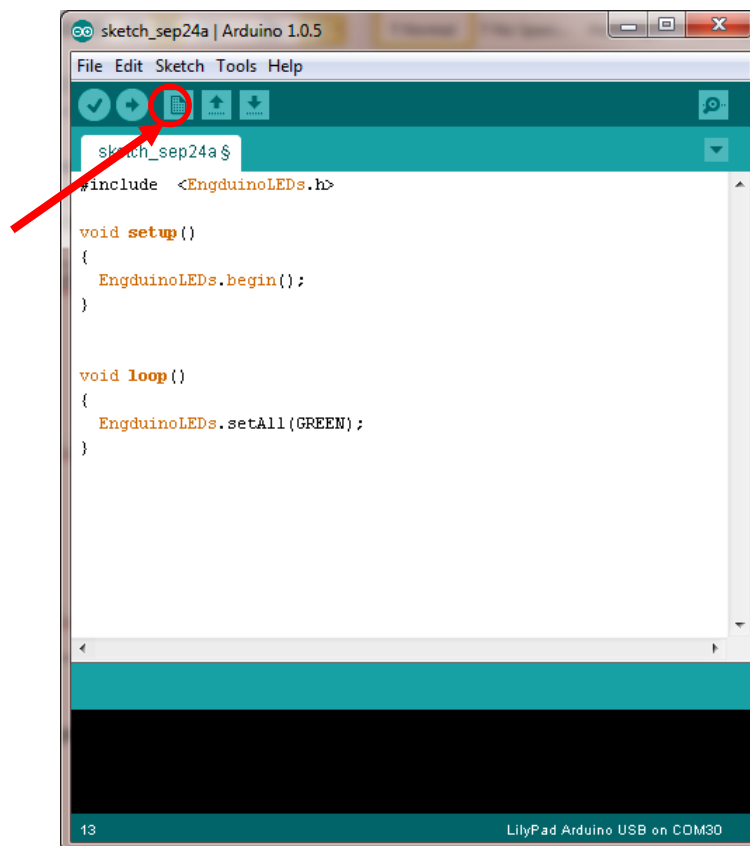 sketch_sep24a | Arduino 1.0.5
File Edit Sketch Tools Help
sketch_sep24a §
#include  <EngduinoLEDs.h>
void setup()
{
  EngduinoLEDs.begin();
}
void loop()
{
  EngduinoLEDs.setAll(GREEN);
}
13
LilyPad Arduino USB on COM30